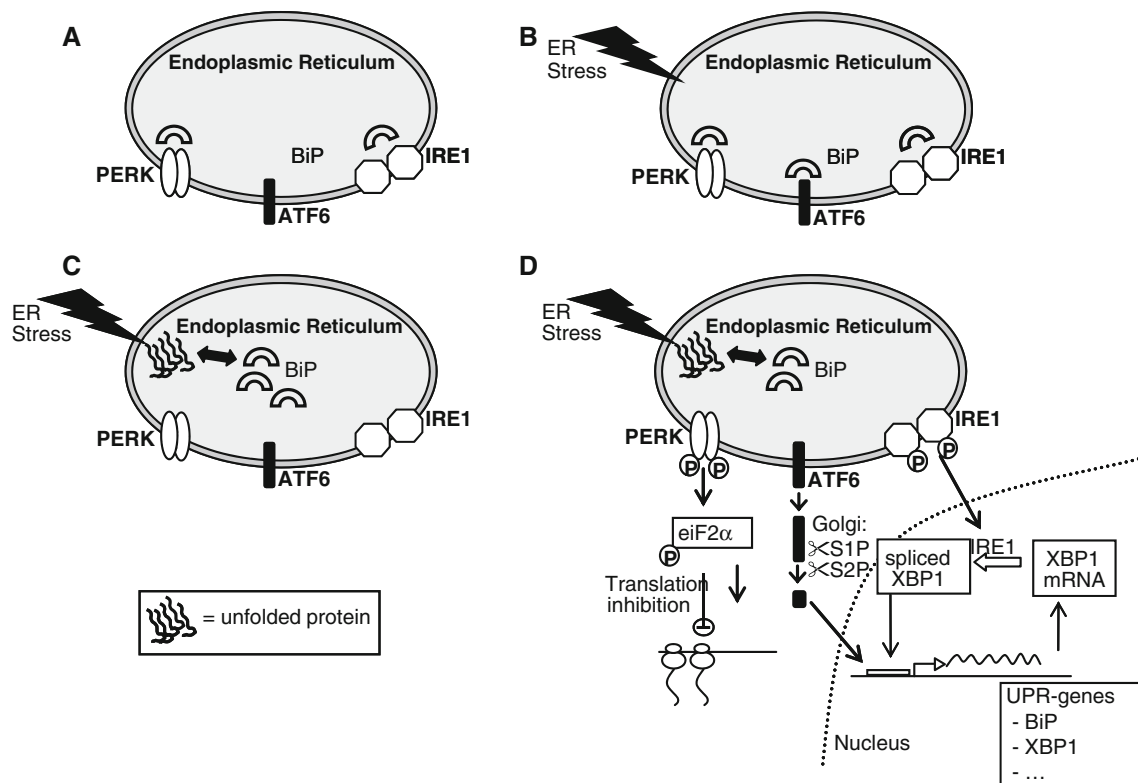 A
Endoplasmic Reticulum
BiP
PERK
IRE1
ATF6
B
ER
Stress
Endoplasmic Reticulum
BiP
PERK
IRE1
ATF6
C
ER
Stress
Endoplasmic Reticulum
BiP
PERK
IRE1
ATF6
= unfolded protein
D
ER
Stress
Endoplasmic Reticulum
BiP
PERK
IRE1
P
P
P
P
ATF6
eiF2α
P
Translation
inhibition
Golgi:
S1P
S2P
spliced
XBP1
IRE1
XBP1
mRNA
Nucleus
UPR-genes
- BiP
- XBP1
- ...